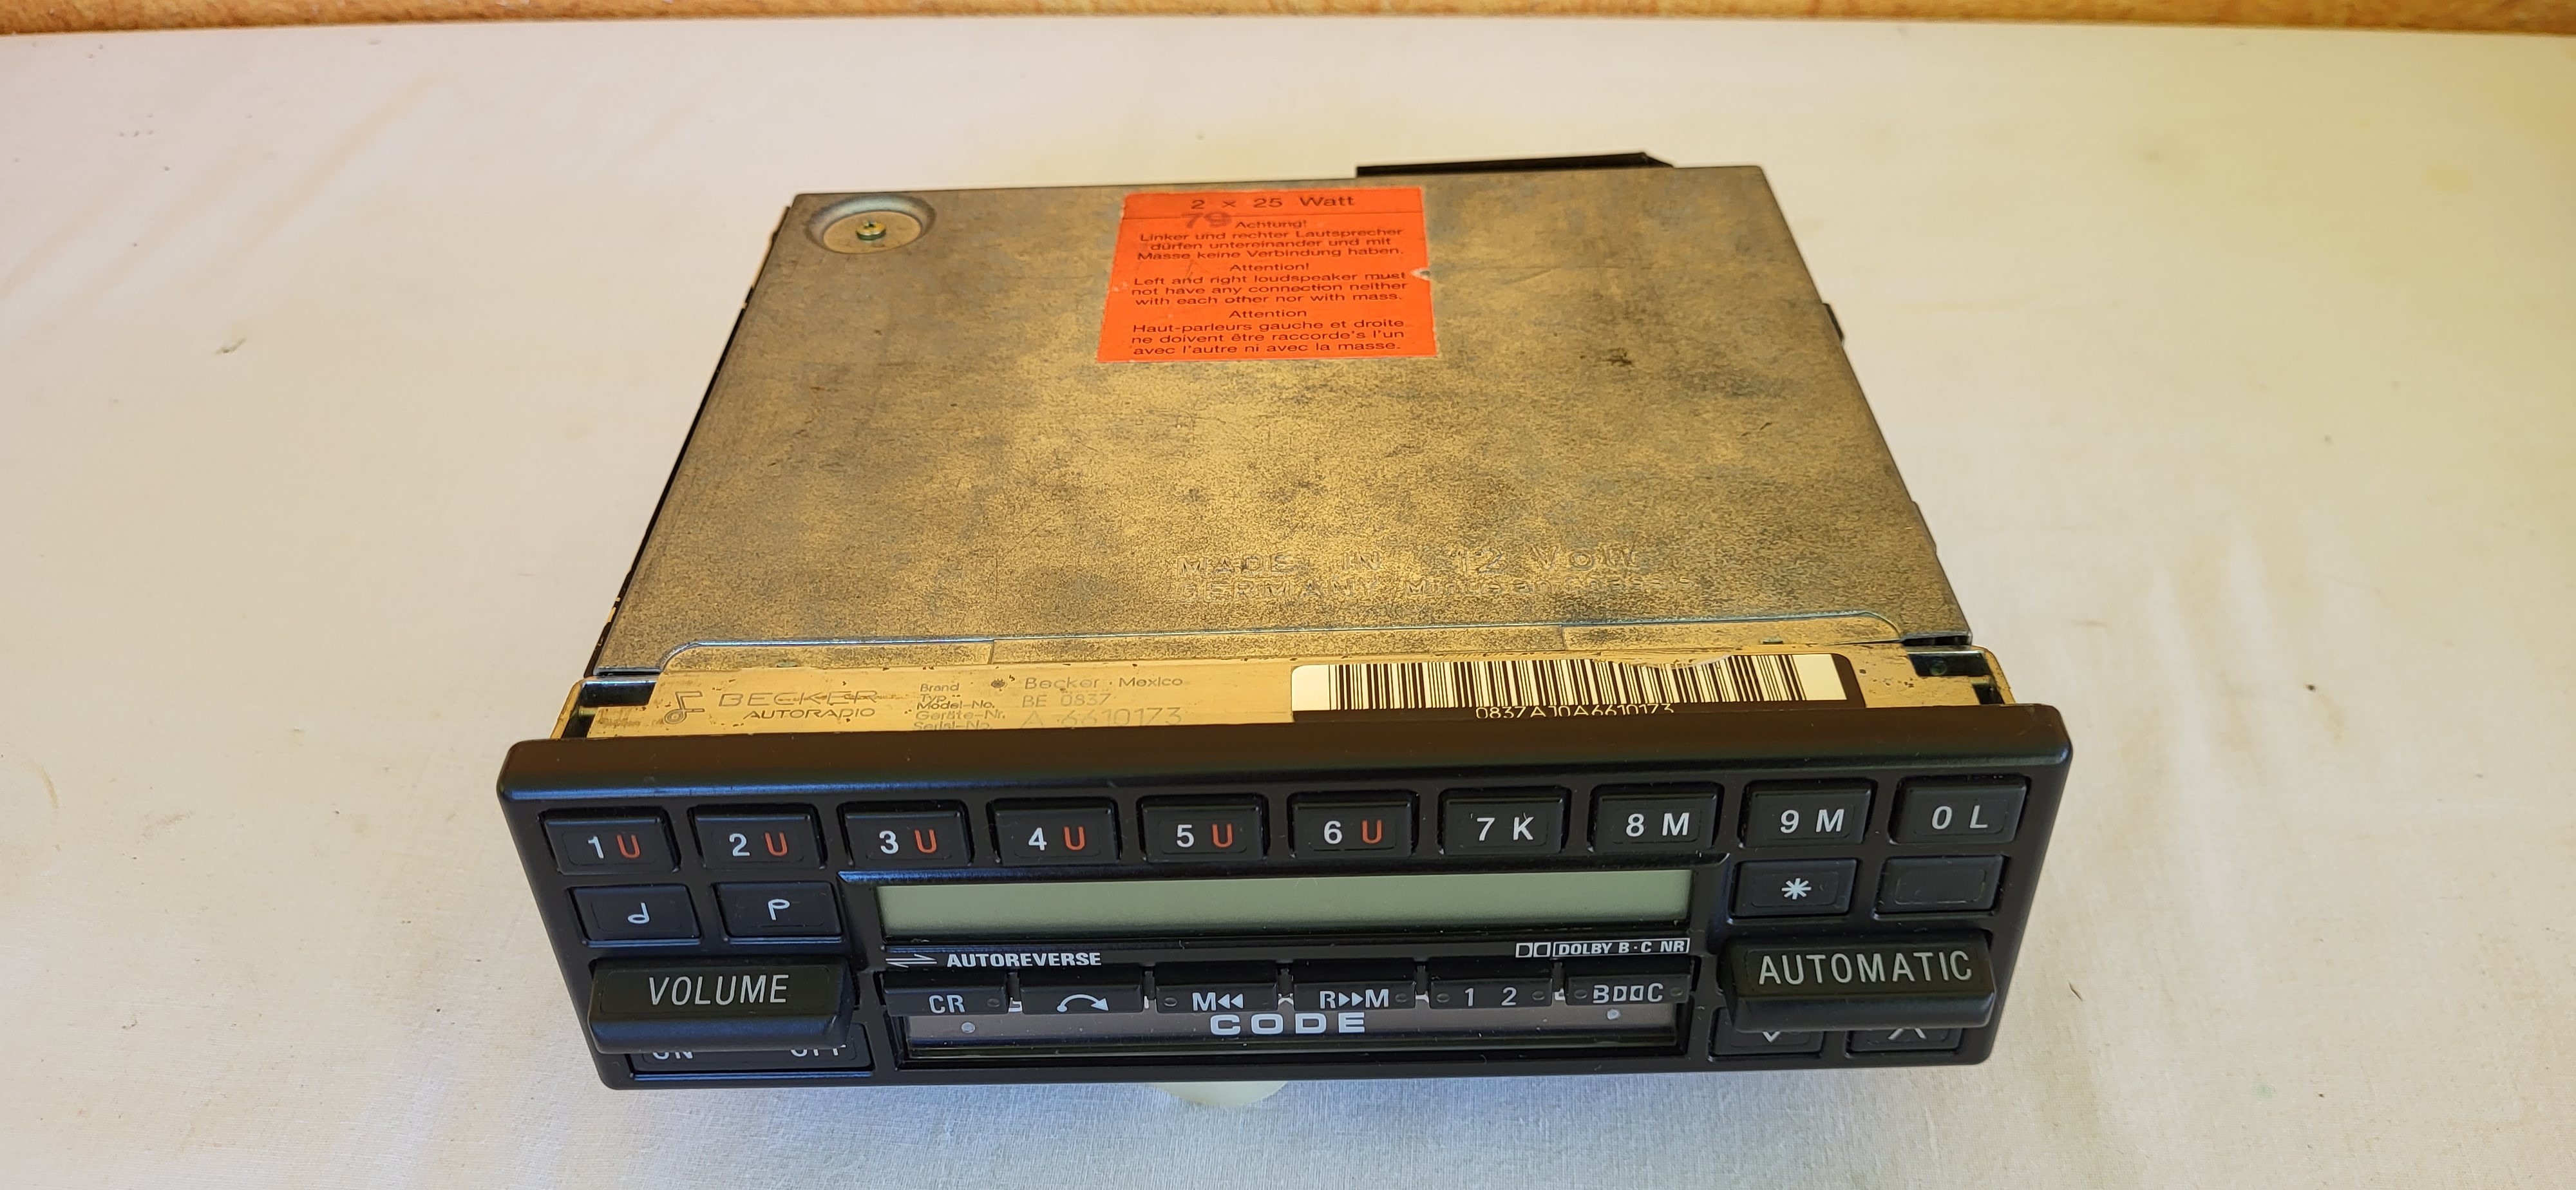 2 x 25 Watt
79
Achtung!
Linker und rechter Lautsprecher
dürfen untereinander und mit
Masse keine Verbindung haben.
Attention!
Left and right loudspeaker must
not have any connection neither
with each other nor with mass.
Attention
Haut-parleurs gauche et droite
ne doivent être raccorde's l'un
avec l'autre ni avec la masse.
MADE IN 12 Volt
GERMANY
BECKER
AUTORADIO
Brand Becker · Mexico
Typ
Model-No. BE 0837
Geräte-Nr. A 6610173
Serial-No.
0837A10A6610173
1 U 2 U 3 U 4 U 5 U 6 U 7 K 8 M 9 M 0 L
P *
AUTOREVERSE DOLBY B·C NR
VOLUME AUTOMATIC
CR M R M 1 2 B C
CODE
ON OFF